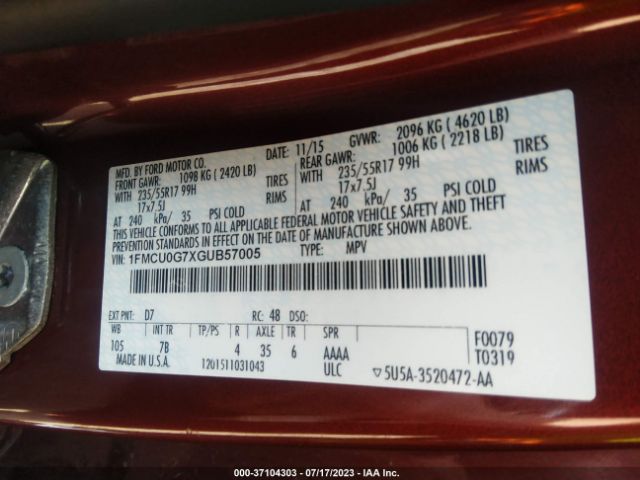 MFD. BY FORD MOTOR CO. 11/15 GVWR: 2096 KG ( 4620 LB)
FRONT GAWR: 1098 KG ( 2420 LB) REAR GAWR: 1006 KG ( 2218 LB)
WITH 235/55R17 99H TIRES WITH 235/55R17 99H TIRES
17x7.5J RIMS 17x7.5J RIMS
AT 240 kPa/ 35 PSI COLD AT 240 kPa/ 35 PSI COLD
THIS VEHICLE CONFORMS TO ALL APPLICABLE FEDERAL MOTOR VEHICLE SAFETY AND THEFT
PREVENTION STANDARDS IN EFFECT ON THE DATE OF MANUFACTURE SHOWN ABOVE.
VIN: 1FMCU0G7XGUB57005 TYPE: MPV
EXT PNT: D7 RC: 48 DSO:
WB INT TR TP/PS R AXLE TR SPR F0079
105 7B 4 35 6 AAAA T0319
MADE IN U.S.A. 1201511031043 ULC ▽5U5A-3520472-AA
000-37104303 - 07/17/2023 - IAA Inc.